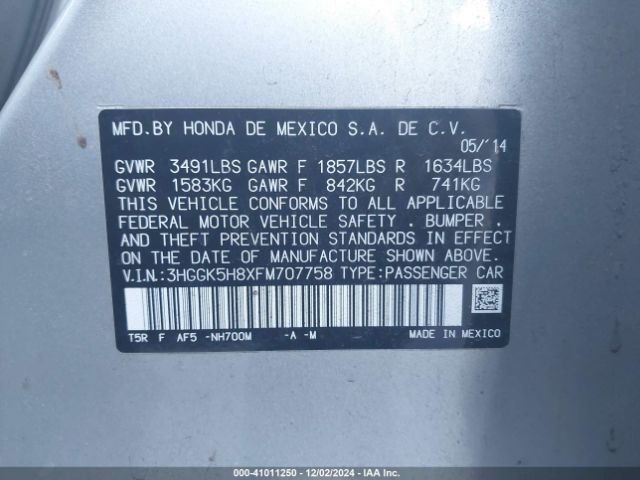 MFD.BY HONDA DE MEXICO S.A. DE C.V.
05/'14
GVWR 3491LBS GAWR F 1857LBS R 1634LBS
GVWR 1583KG GAWR F 842KG R 741KG
THIS VEHICLE CONFORMS TO ALL APPLICABLE
FEDERAL MOTOR VEHICLE SAFETY . BUMPER .
AND THEFT PREVENTION STANDARDS IN EFFECT
ON THE DATE OF MANUFACTURE SHOWN ABOVE.
V.I.N.:3HGGK5H8XFM707758 TYPE:PASSENGER CAR
T5R F AF5 -NH700M -A -M MADE IN MEXICO
000-41011250 - 12/02/2024 - IAAI.COM